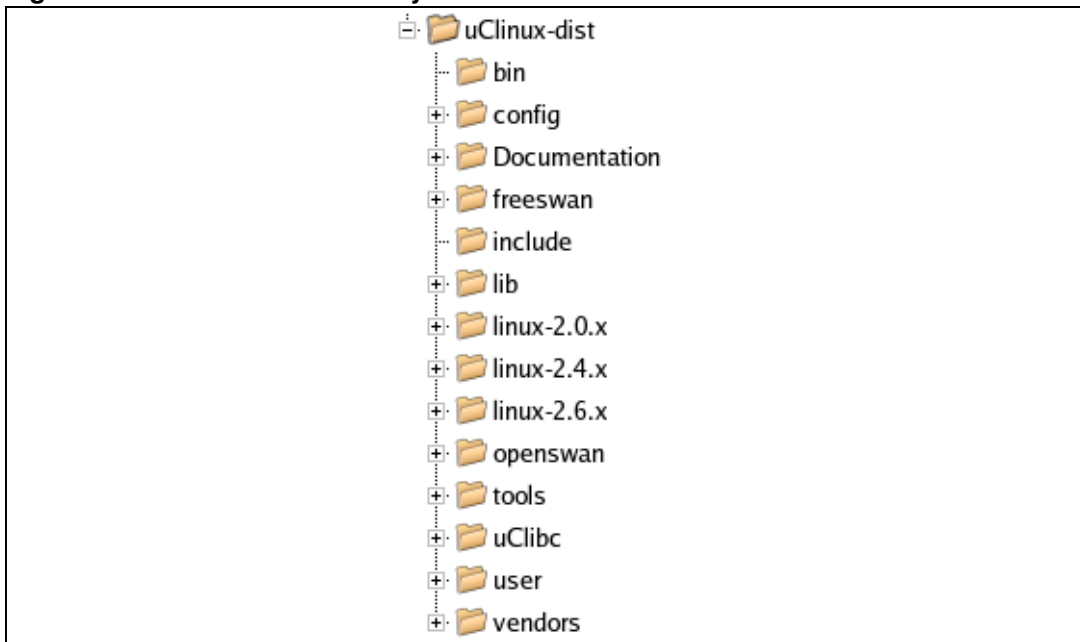 uClinux-dist
bin
config
Documentation
freeswan
include
lib
linux-2.0.x
linux-2.4.x
linux-2.6.x
openswan
tools
uClibc
user
vendors